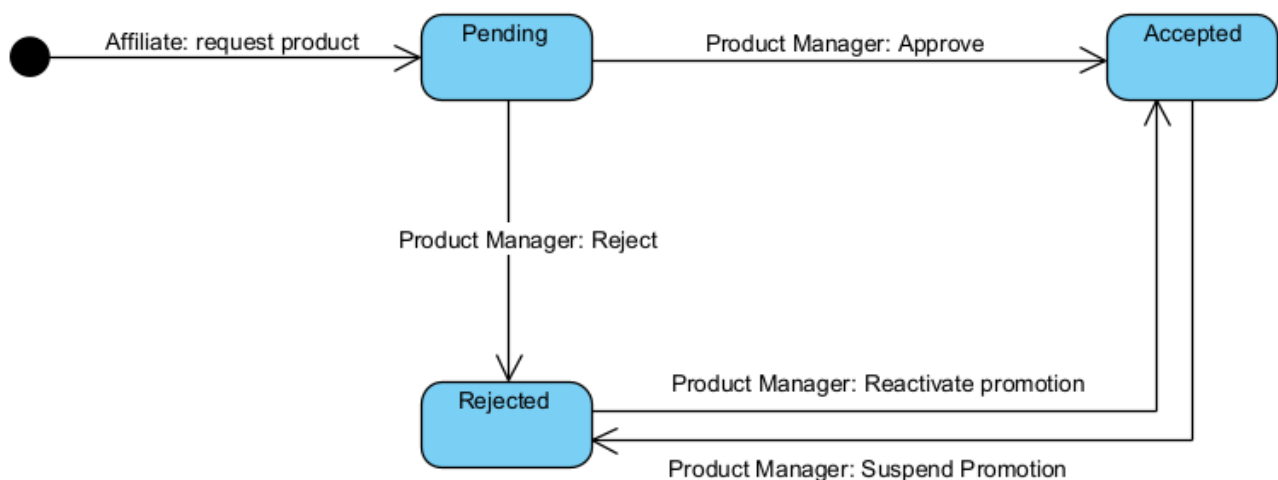 Affiliate: request product
Pending
Product Manager: Approve
Accepted
Product Manager: Reject
Rejected
Product Manager: Reactivate promotion
Product Manager: Suspend Promotion